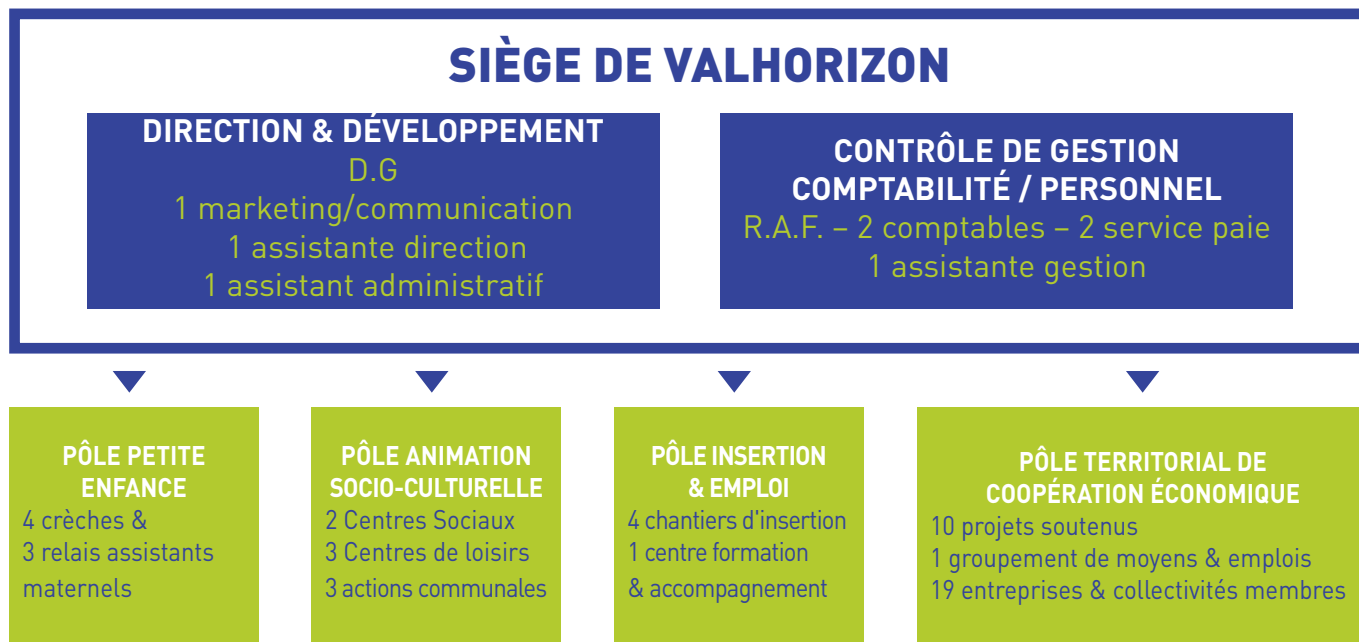 SIÈGE DE VALHORIZON
DIRECTION & DÉVELOPPEMENT
D.G
1 marketing/communication
1 assistante direction
1 assistant administratif
CONTRÔLE DE GESTION
COMPTABILITÉ / PERSONNEL
R.A.F. – 2 comptables – 2 service paie
1 assistante gestion
PÔLE PETITE
ENFANCE
4 crèches &
3 relais assistants
maternels
PÔLE ANIMATION
SOCIO-CULTURELLE
2 Centres Sociaux
3 Centres de loisirs
3 actions communales
PÔLE INSERTION
& EMPLOI
4 chantiers d'insertion
1 centre formation
& accompagnement
PÔLE TERRITORIAL DE
COOPÉRATION ÉCONOMIQUE
10 projets soutenus
1 groupement de moyens & emplois
19 entreprises & collectivités membres